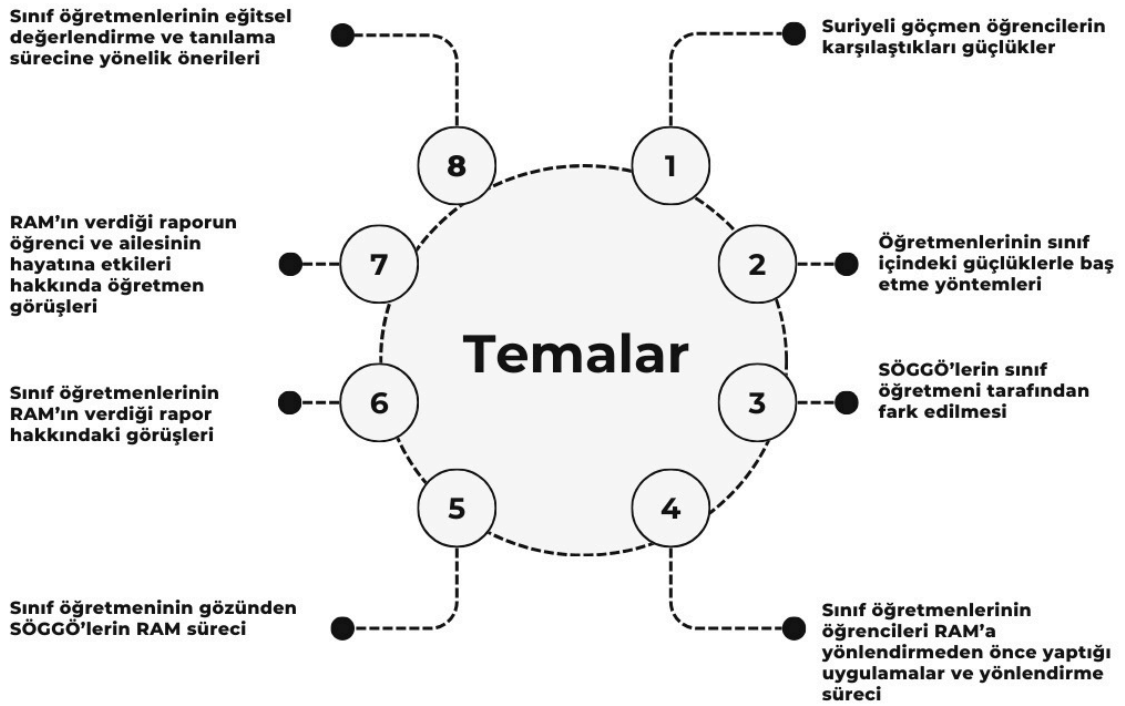 Temalar
1
Suriyeli göçmen öğrencilerin
karşılaştıkları güçlükler
2
Öğretmenlerinin sınıf
içindeki güçlüklerle baş
etme yöntemleri
3
SÖGGÖ’lerin sınıf
öğretmeni tarafından
fark edilmesi
4
Sınıf öğretmenlerinin
öğrencileri RAM’a
yönlendirmeden önce yaptığı
uygulamalar ve yönlendirme
süreci
5
Sınıf öğretmeninin gözünden
SÖGGÖ’lerin RAM süreci
6
Sınıf öğretmenlerinin
RAM’ın verdiği rapor
hakkındaki görüşleri
7
RAM’ın verdiği raporun
öğrenci ve ailesinin
hayatına etkileri
hakkında öğretmen
görüşleri
8
Sınıf öğretmenlerinin eğitsel
değerlendirme ve tanılama
sürecine yönelik önerileri